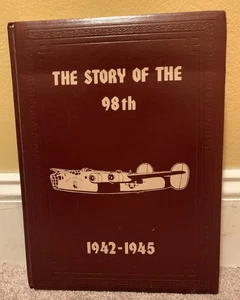 THE STORY OF THE
98th
1942-1945